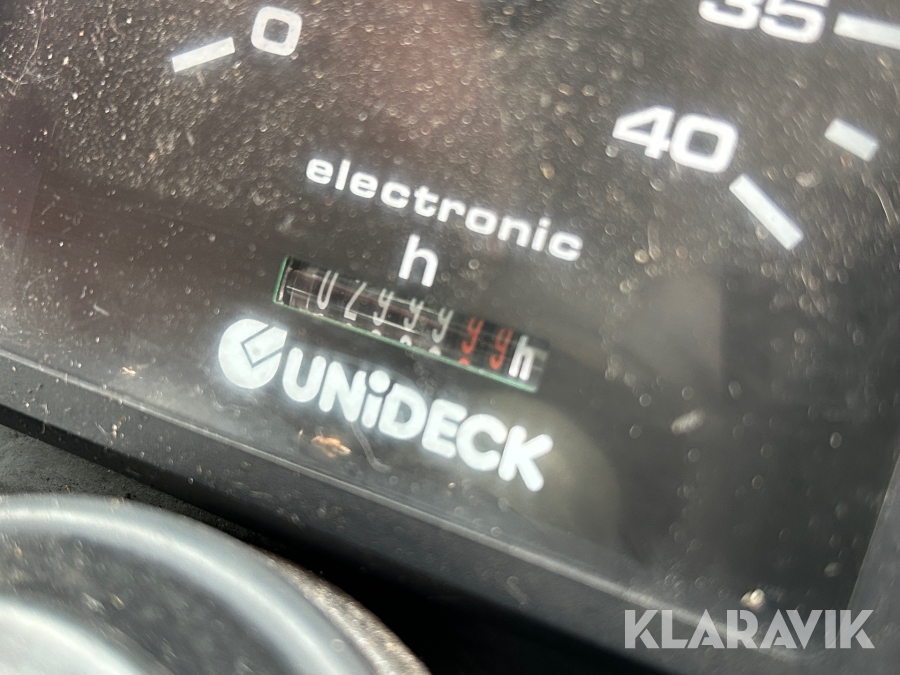 0
35
40
electronic
h
h
UNiDECK
KLARAVIK